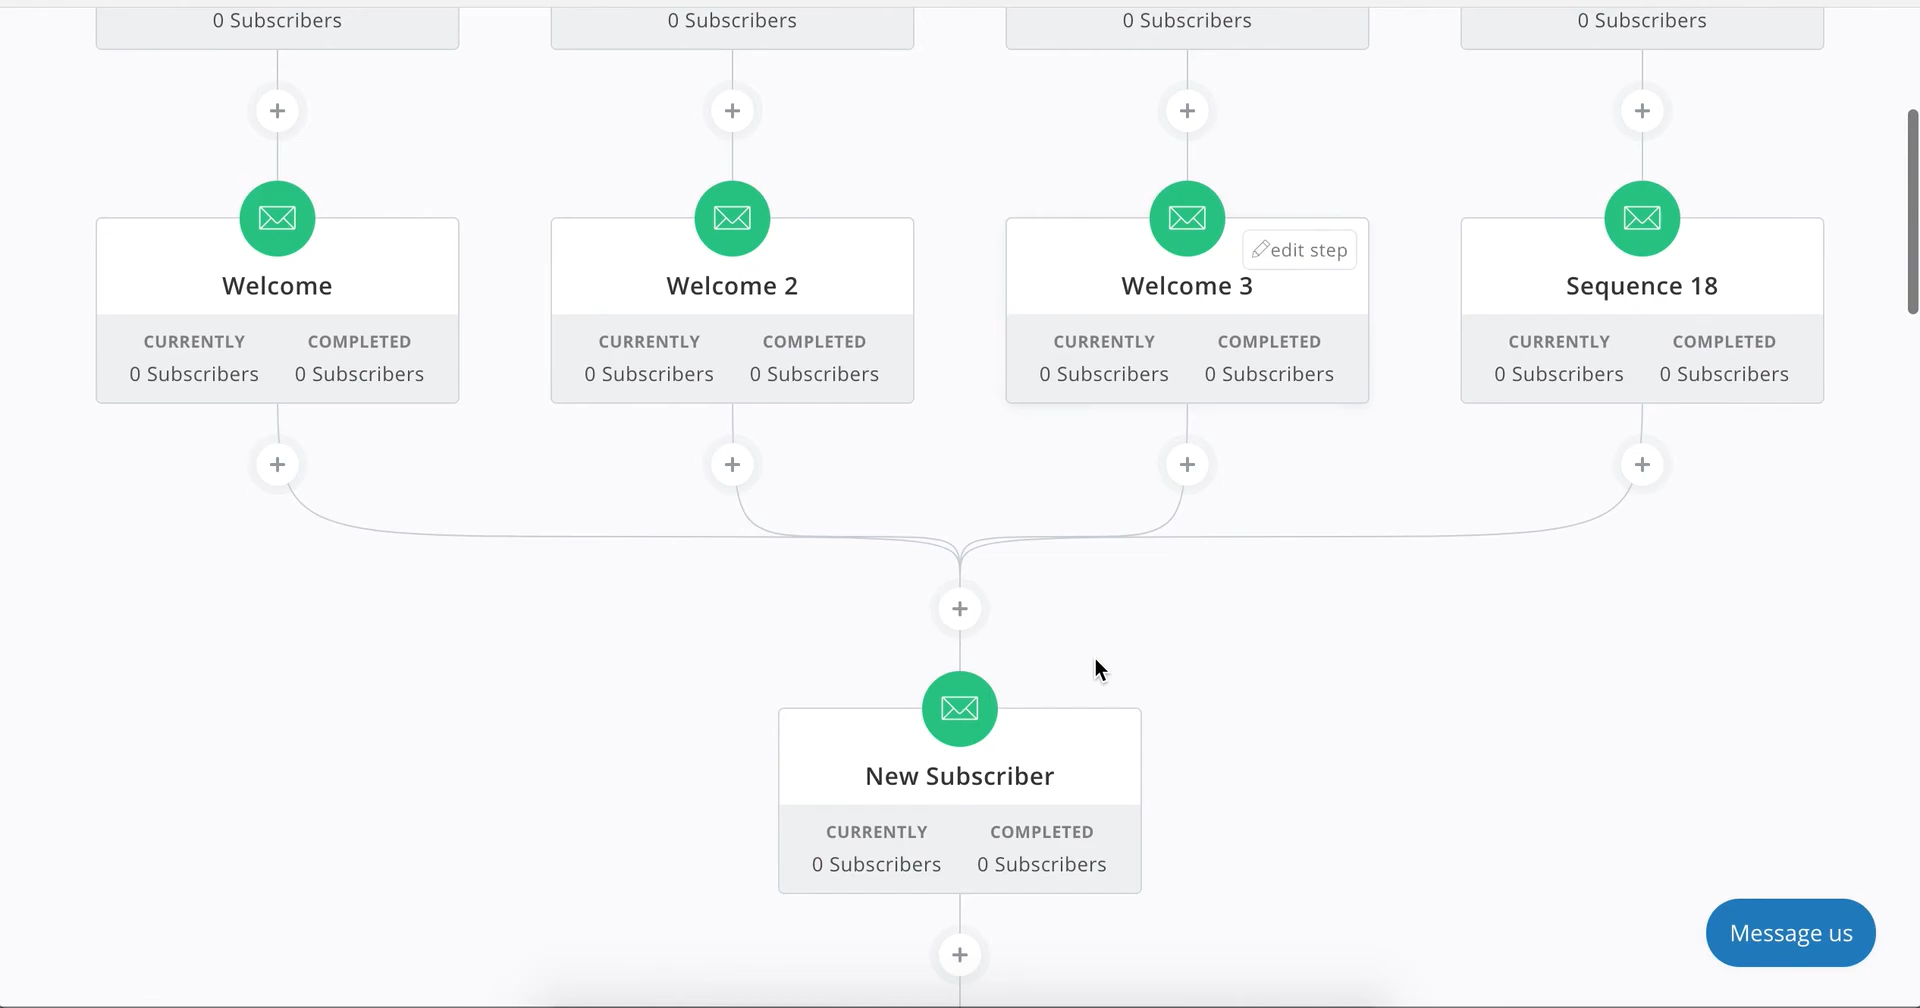 0 Subscribers
0 Subscribers
0 Subscribers
0 Subscribers
edit step
Welcome
Welcome 2
Welcome 3
Sequence 18
CURRENTLY COMPLETED
0 Subscribers 0 Subscribers
CURRENTLY COMPLETED
0 Subscribers 0 Subscribers
CURRENTLY COMPLETED
0 Subscribers 0 Subscribers
CURRENTLY COMPLETED
0 Subscribers 0 Subscribers
New Subscriber
CURRENTLY COMPLETED
0 Subscribers 0 Subscribers
Message us